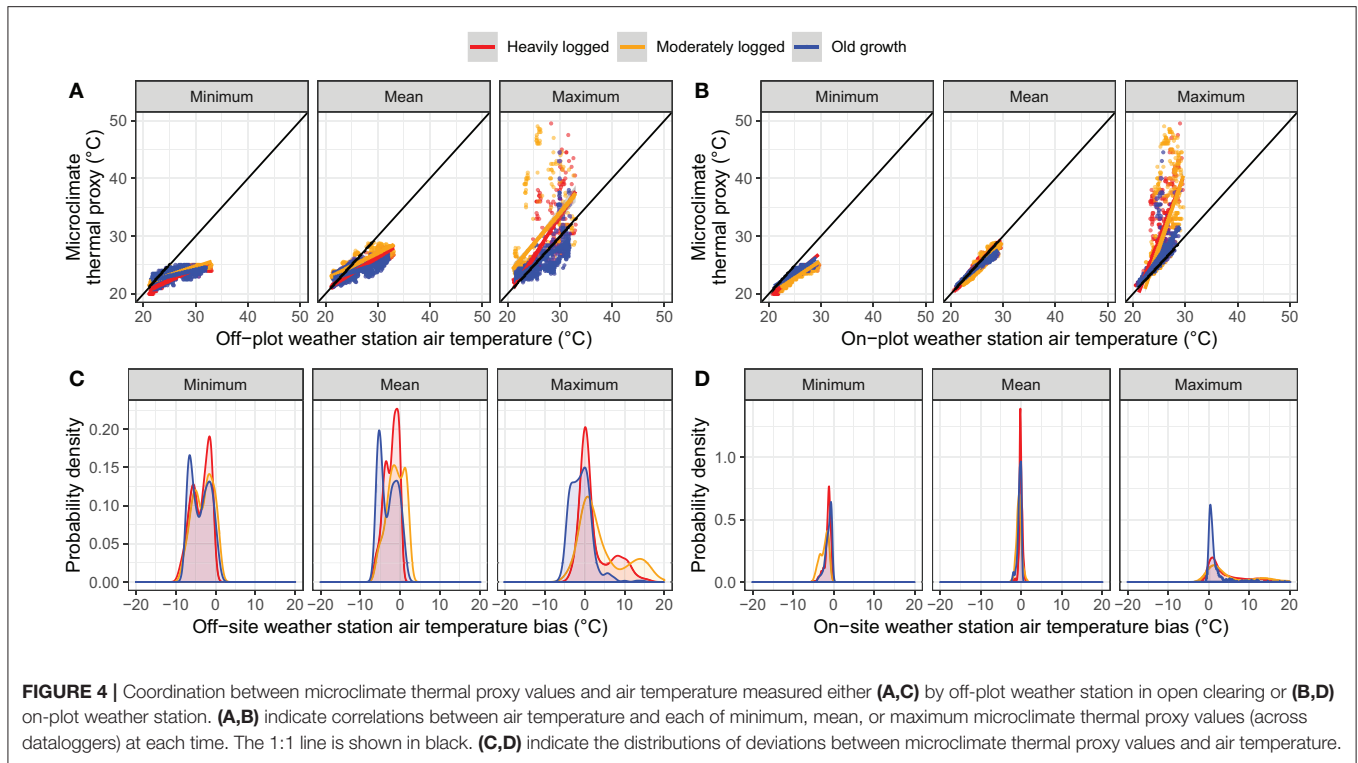 Heavily logged Moderately logged Old growth
A
Minimum Mean Maximum
50
40
30
20
Microclimate
thermal proxy (°C)
20 30 40 50 20 30 40 50 20 30 40 50
Off−plot weather station air temperature (°C)
B
Minimum Mean Maximum
50
40
30
20
Microclimate
thermal proxy (°C)
20 30 40 50 20 30 40 50 20 30 40 50
On−plot weather station air temperature (°C)
C
Minimum Mean Maximum
0.20
0.15
0.10
0.05
0.00
Probability density
−20 −10 0 10 20 −20 −10 0 10 20 −20 −10 0 10 20
Off−site weather station air temperature bias (°C)
D
Minimum Mean Maximum
1.0
0.5
0.0
Probability density
−20 −10 0 10 20 −20 −10 0 10 20 −20 −10 0 10 20
On−site weather station air temperature bias (°C)
FIGURE 4 | Coordination between microclimate thermal proxy values and air temperature measured either (A,C) by off-plot weather station in open clearing or (B,D)
on-plot weather station. (A,B) indicate correlations between air temperature and each of minimum, mean, or maximum microclimate thermal proxy values (across
dataloggers) at each time. The 1:1 line is shown in black. (C,D) indicate the distributions of deviations between microclimate thermal proxy values and air temperature.